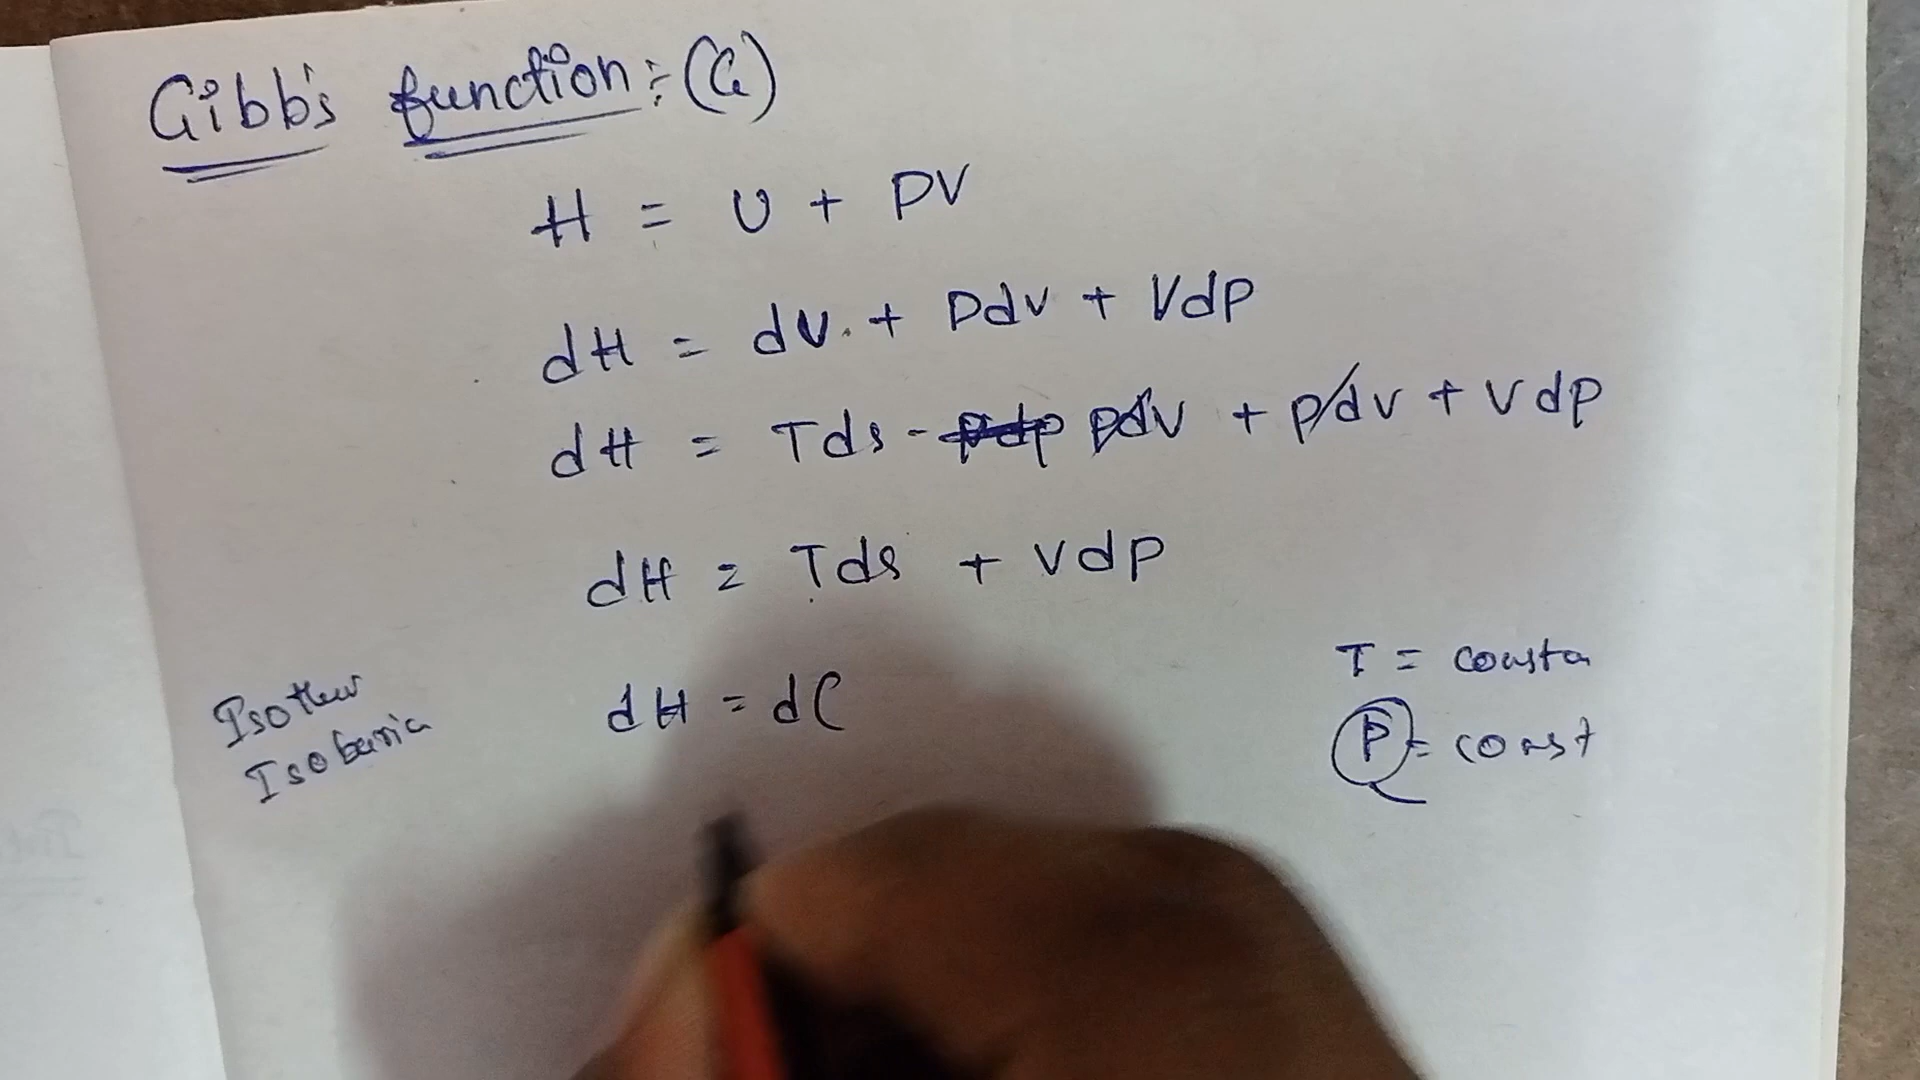 Gibb's function :- (G)
H = U + PV
dH = dU + PdV + VdP
dH = Tds - PdV + PdV + VdP
dH = Tds + VdP
T = consta
Isother
dH = d(
P = const
Isobaric